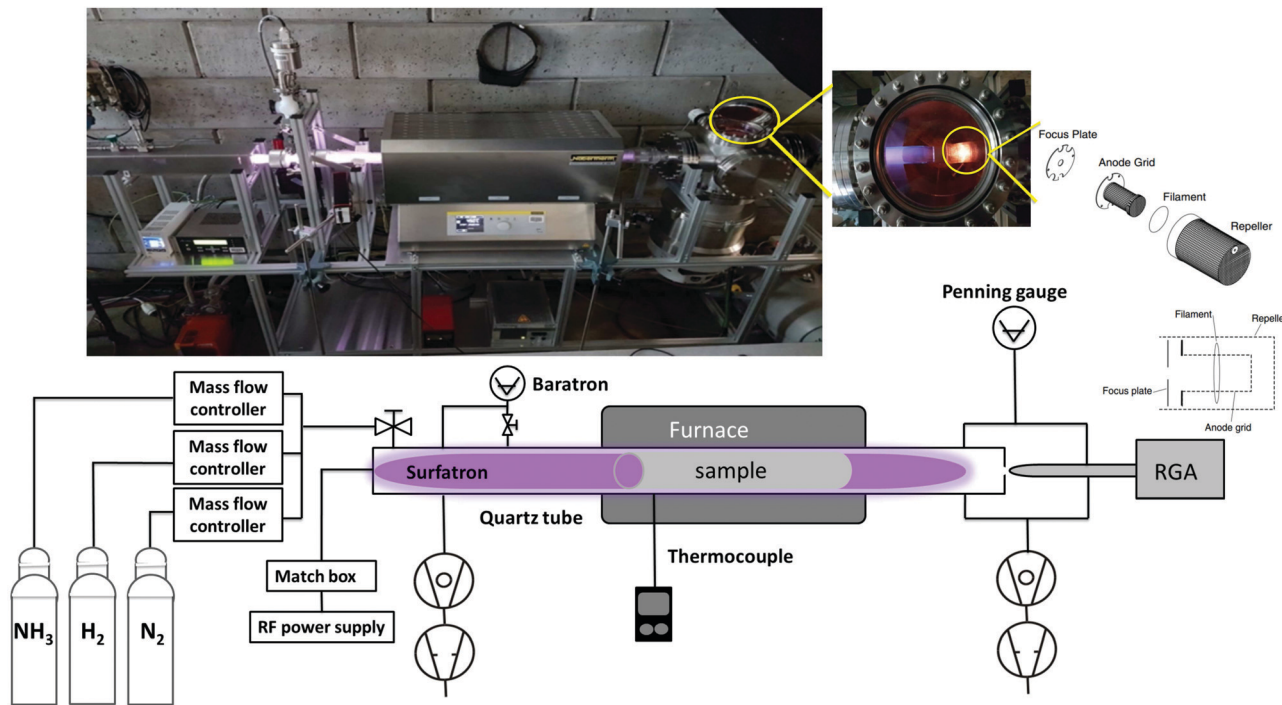 Focus Plate
Anode Grid
Filament
Repeller
Penning gauge
Filament
Repelle
Focus plate
Anode grid
Mass flow
controller
Mass flow
controller
Mass flow
controller
Baratron
Furnace
Surfatron
sample
RGA
Quartz tube
Thermocouple
Match box
RF power supply
NH₃
H₂
N₂